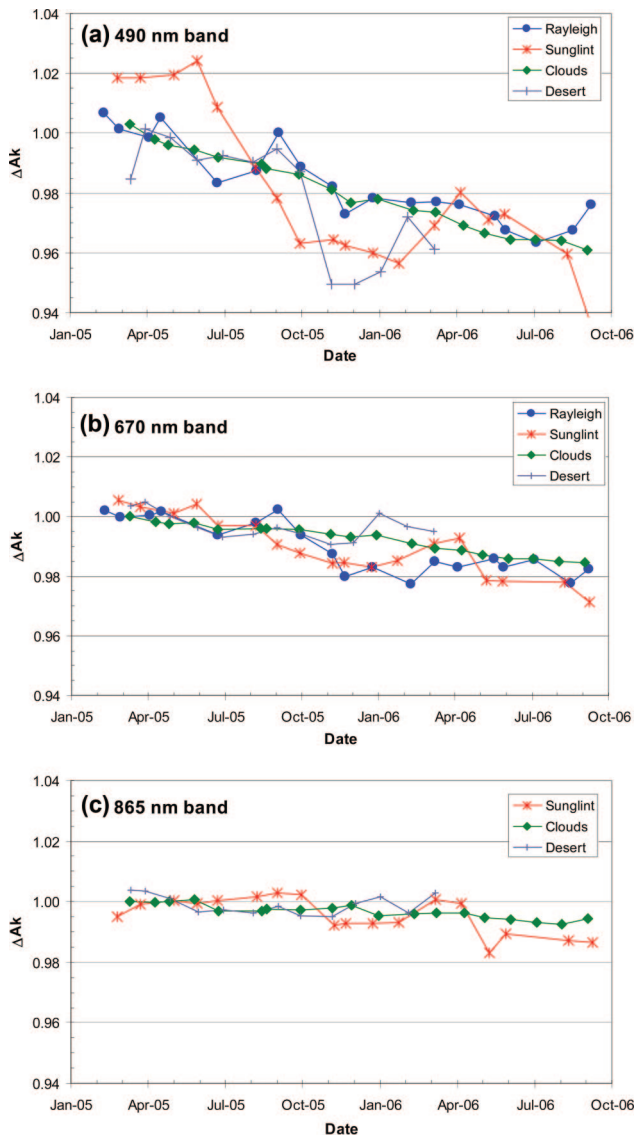 1.04
(a) 490 nm band
Rayleigh
Sunglint
Clouds
Desert
1.02
1.00
0.98
0.96
0.94
ΔAk
Jan-05 Apr-05 Jul-05 Oct-05 Jan-06 Apr-06 Jul-06 Oct-06
Date
1.04
(b) 670 nm band
Rayleigh
Sunglint
Clouds
Desert
1.02
1.00
0.98
0.96
0.94
ΔAk
Jan-05 Apr-05 Jul-05 Oct-05 Jan-06 Apr-06 Jul-06 Oct-06
Date
1.04
(c) 865 nm band
Sunglint
Clouds
Desert
1.02
1.00
0.98
0.96
0.94
ΔAk
Jan-05 Apr-05 Jul-05 Oct-05 Jan-06 Apr-06 Jul-06 Oct-06
Date